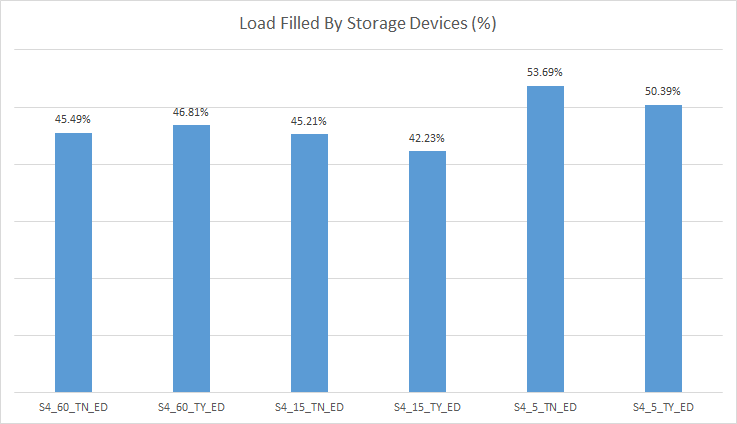 Load Filled By Storage Devices (%)
45.49%
46.81%
45.21%
42.23%
53.69%
50.39%
S4_60_TN_ED
S4_60_TY_ED
S4_15_TN_ED
S4_15_TY_ED
S4_5_TN_ED
S4_5_TY_ED